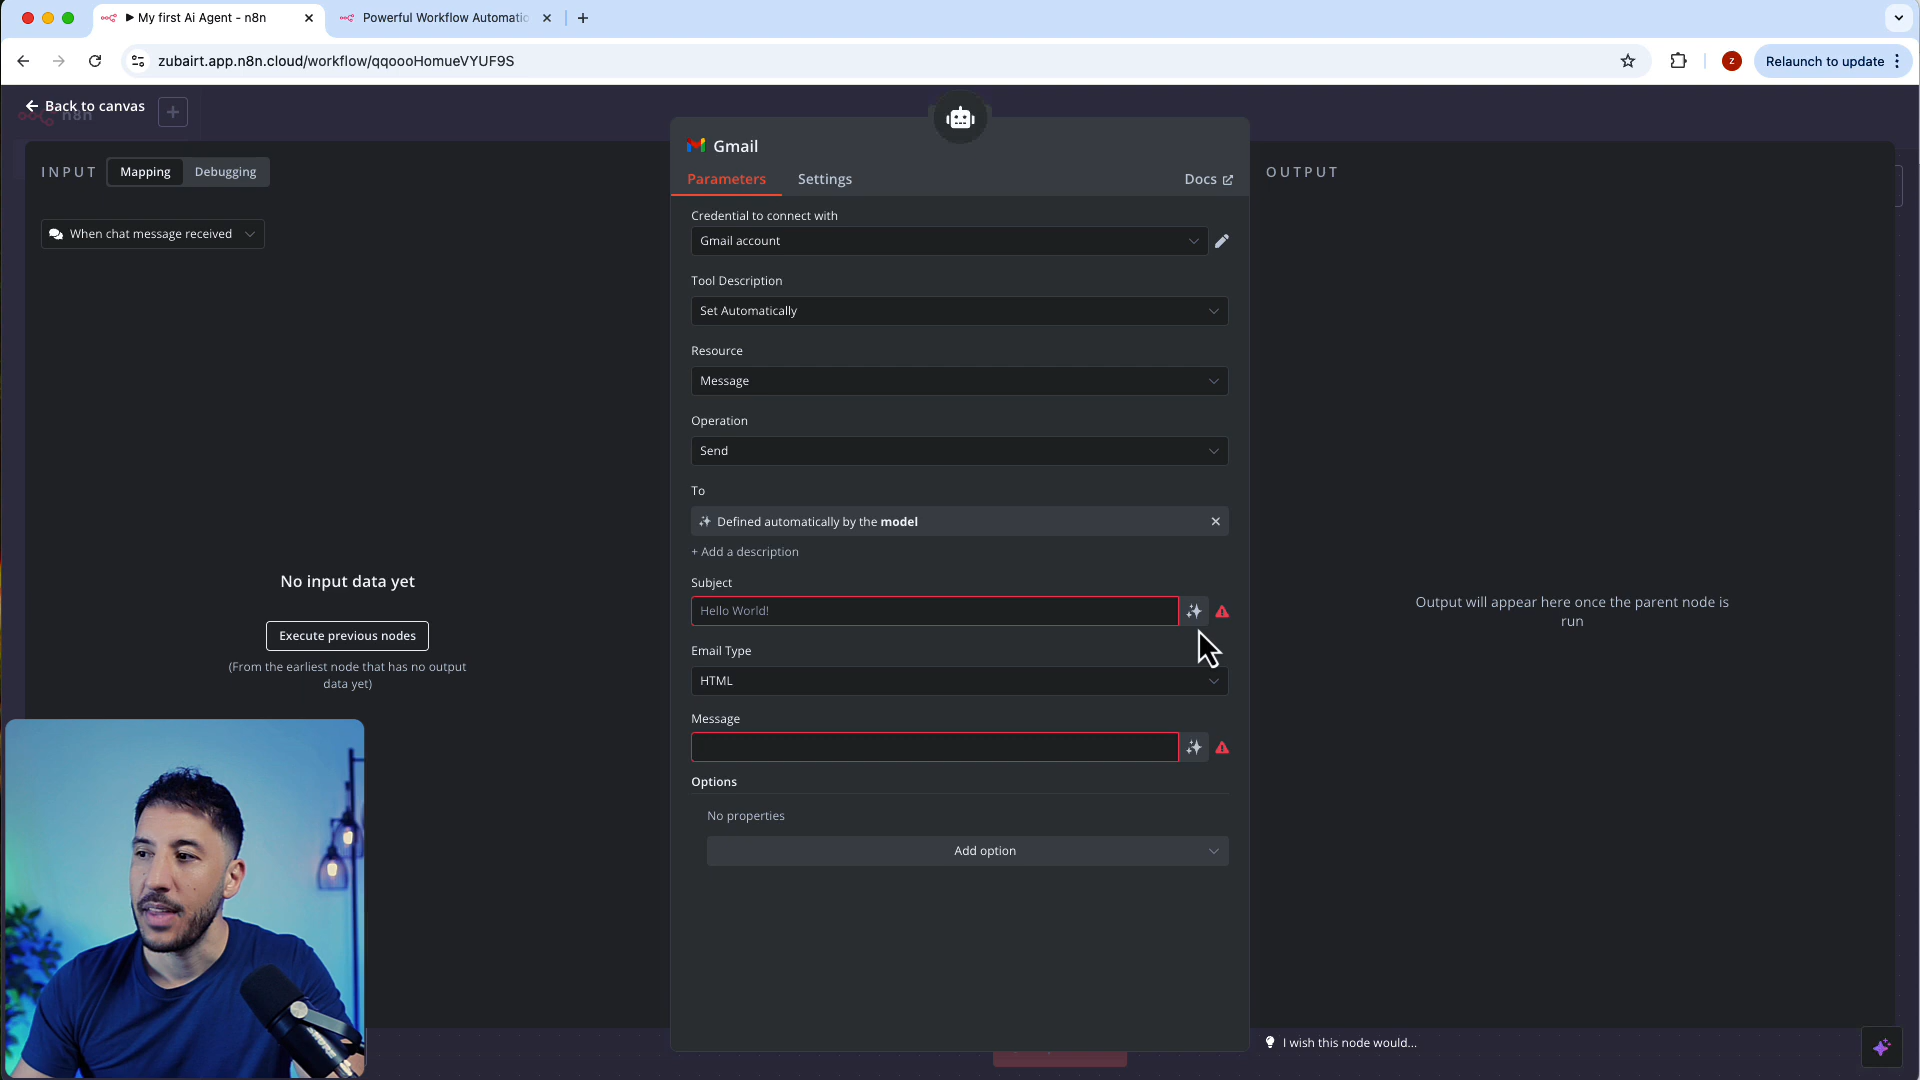 ▶ My first Ai Agent - n8n
Powerful Workflow Automatio
zubairt.app.n8n.cloud/workflow/qqoooHomueVYUF9S
z
Relaunch to update
Back to canvas
n8n
INPUT
Mapping
Debugging
When chat message received
No input data yet
Execute previous nodes
(From the earliest node that has no output
data yet)
Gmail
Parameters
Settings
Docs
Credential to connect with
Gmail account
Tool Description
Set Automatically
Resource
Message
Operation
Send
To
Defined automatically by the model
+ Add a description
Subject
Hello World!
Email Type
HTML
Message
Options
No properties
Add option
OUTPUT
Output will appear here once the parent node is
run
I wish this node would...